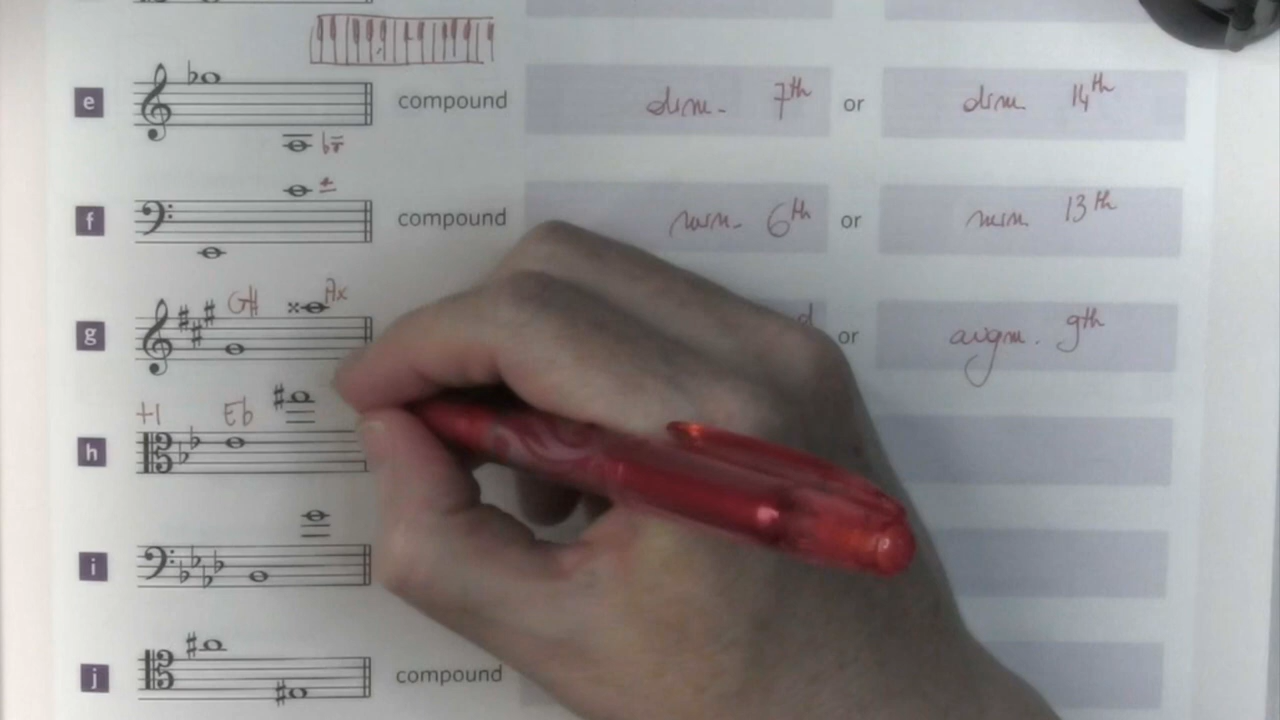 e compound dim. 7th or dim 14th
f compound min. 6th or min 13th
g G# Ax or augm. 9th
h +1 Eb
i
j compound